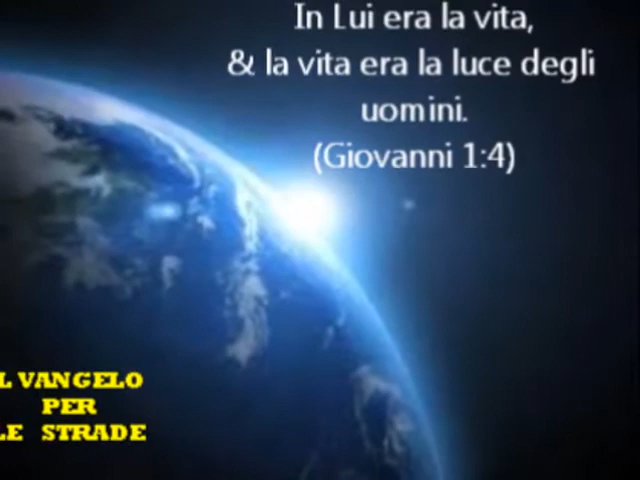 In Lui era la vita,
& la vita era la luce degli
uomini.
(Giovanni 1:4)
L VANGELO
PER
LE STRADE